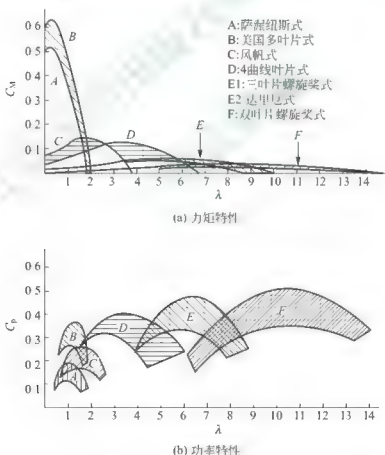 A:萨渥纽斯式
B:美国多叶片式
C:风帆式
D:4曲线叶片式
E1:三叶片螺旋桨式
E2 达里厄式
F:双叶片螺旋桨式
C_M
0.6
0.5
0.4
0.3
0.2
0.1
B
A
C
D
E
F
1 2 3 4 5 6 7 8 9 10 11 12 13 14
λ
(a) 力矩特性
C_P
0.6
0.5
0.4
0.3
0.2
0.1
B
A
C
D
E
F
0 1 2 3 4 5 6 7 8 9 10 11 12 13 14
λ
(b) 功率特性